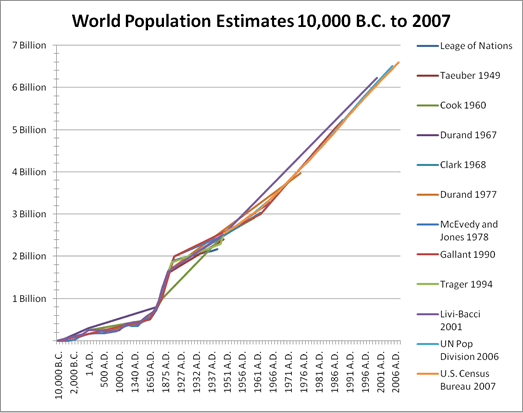 World Population Estimates 10,000 B.C. to 2007
7 Billion
6 Billion
5 Billion
4 Billion
3 Billion
2 Billion
1 Billion
10,000 B.C.
2,000 B.C.
1 A.D.
500 A.D.
1000 A.D.
1340 A.D.
1650 A.D.
1875 A.D.
1927 A.D.
1932 A.D.
1937 A.D.
1951 A.D.
1956 A.D.
1961 A.D.
1966 A.D.
1971 A.D.
1976 A.D.
1981 A.D.
1986 A.D.
1991 A.D.
1996 A.D.
2001 A.D.
2006 A.D.
Leage of Nations
Taeuber 1949
Cook 1960
Durand 1967
Clark 1968
Durand 1977
McEvedy and
Jones 1978
Gallant 1990
Trager 1994
Livi-Bacci
2001
UN Pop
Division 2006
U.S. Census
Bureau 2007